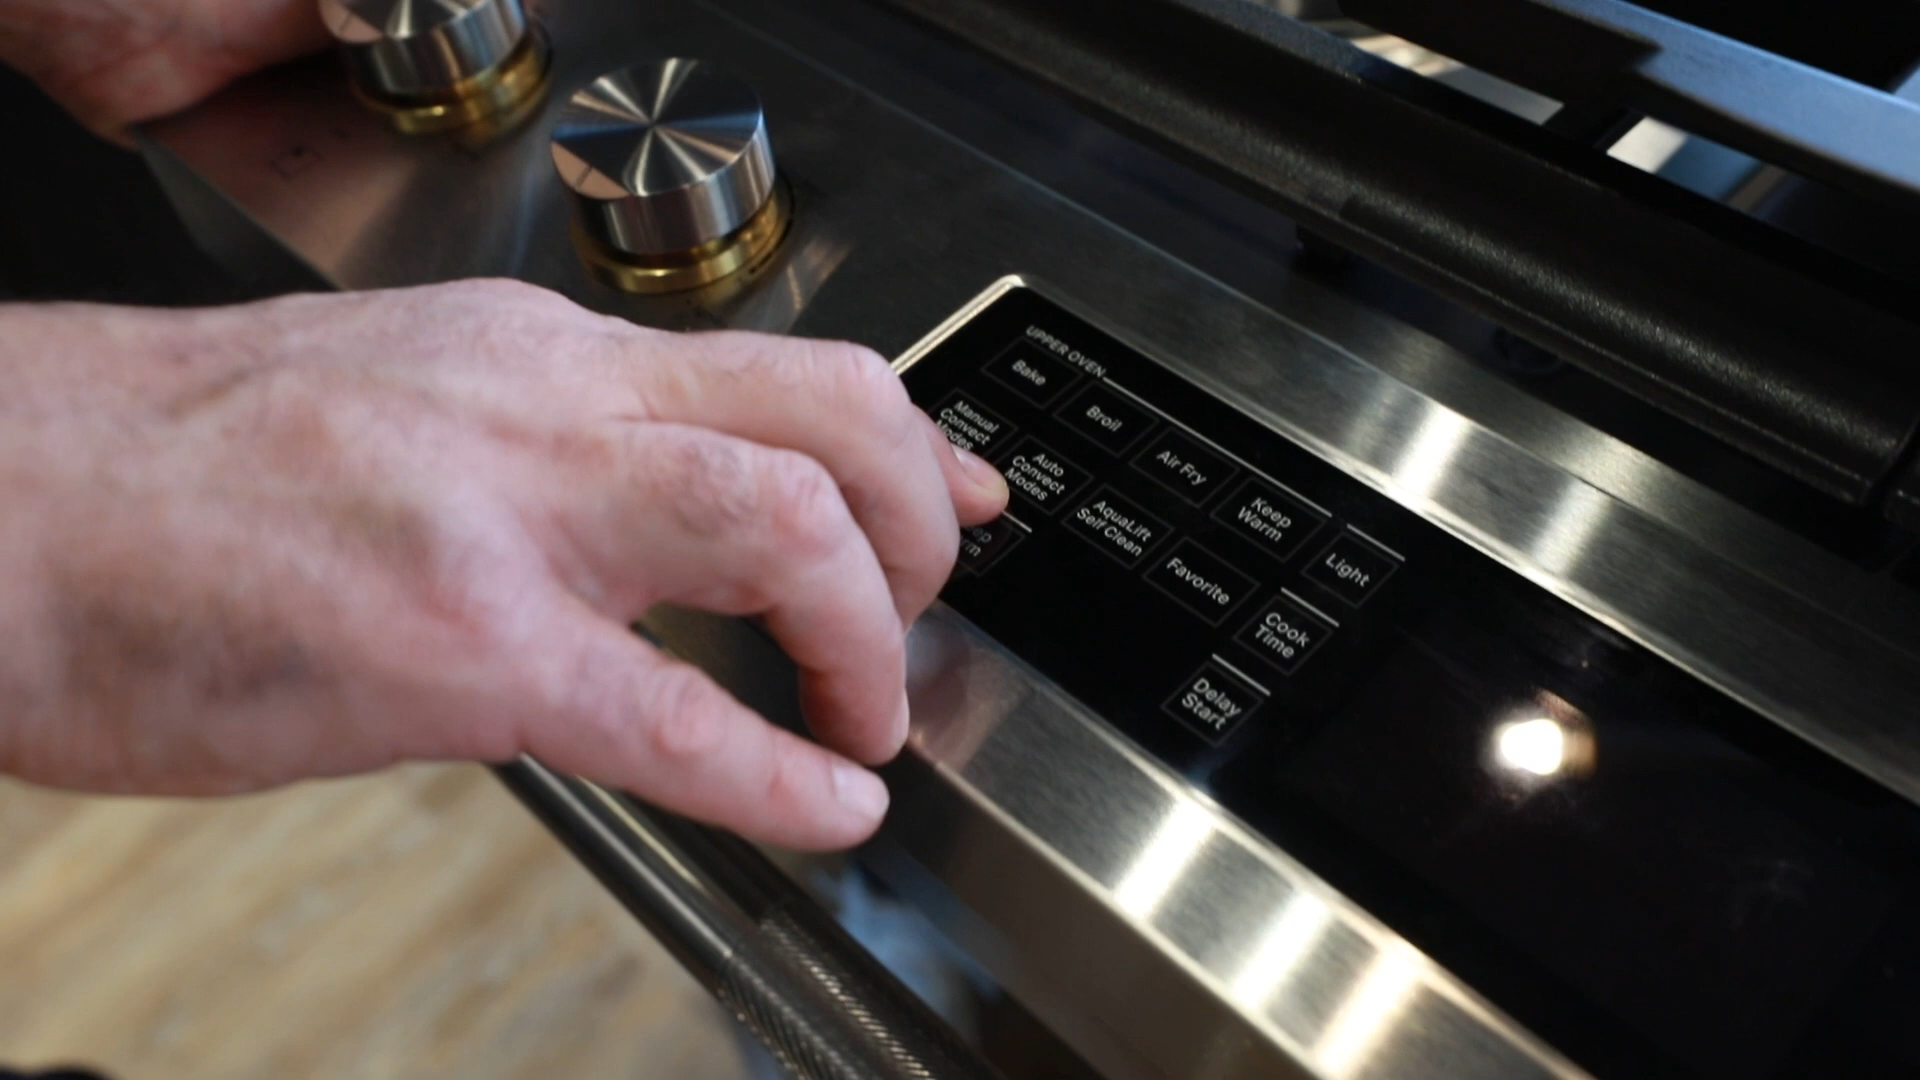 UPPER OVEN
Bake
Broil
Air Fry
Keep
Warm
Light
Manual
Convect
Modes
Auto
Convect
Modes
AquaLift
Self Clean
Favorite
Cook
Time
Delay
Start